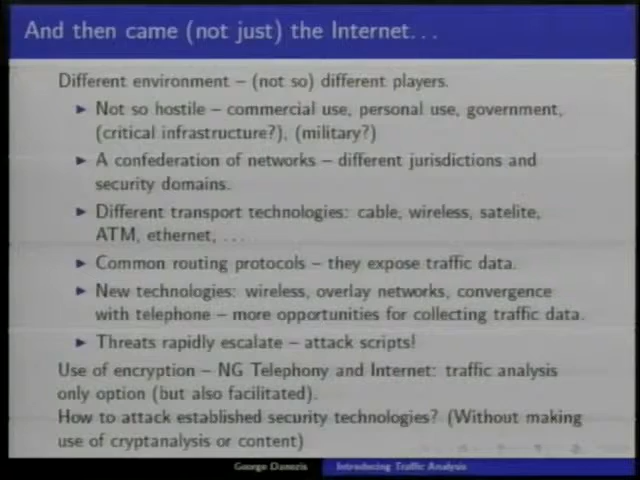 And then came (not just) the Internet...
Different environment – (not so) different players.
► Not so hostile – commercial use, personal use, government,
(critical infrastructure?), (military?)
► A confederation of networks – different jurisdictions and
security domains.
► Different transport technologies: cable, wireless, satelite,
ATM, ethernet, ...
► Common routing protocols – they expose traffic data.
► New technologies: wireless, overlay networks, convergence
with telephone – more opportunities for collecting traffic data.
► Threats rapidly escalate – attack scripts!
Use of encryption – NG Telephony and Internet: traffic analysis
only option (but also facilitated).
How to attack established security technologies? (Without making
use of cryptanalysis or content)
George Danezis Introducing Traffic Analysis